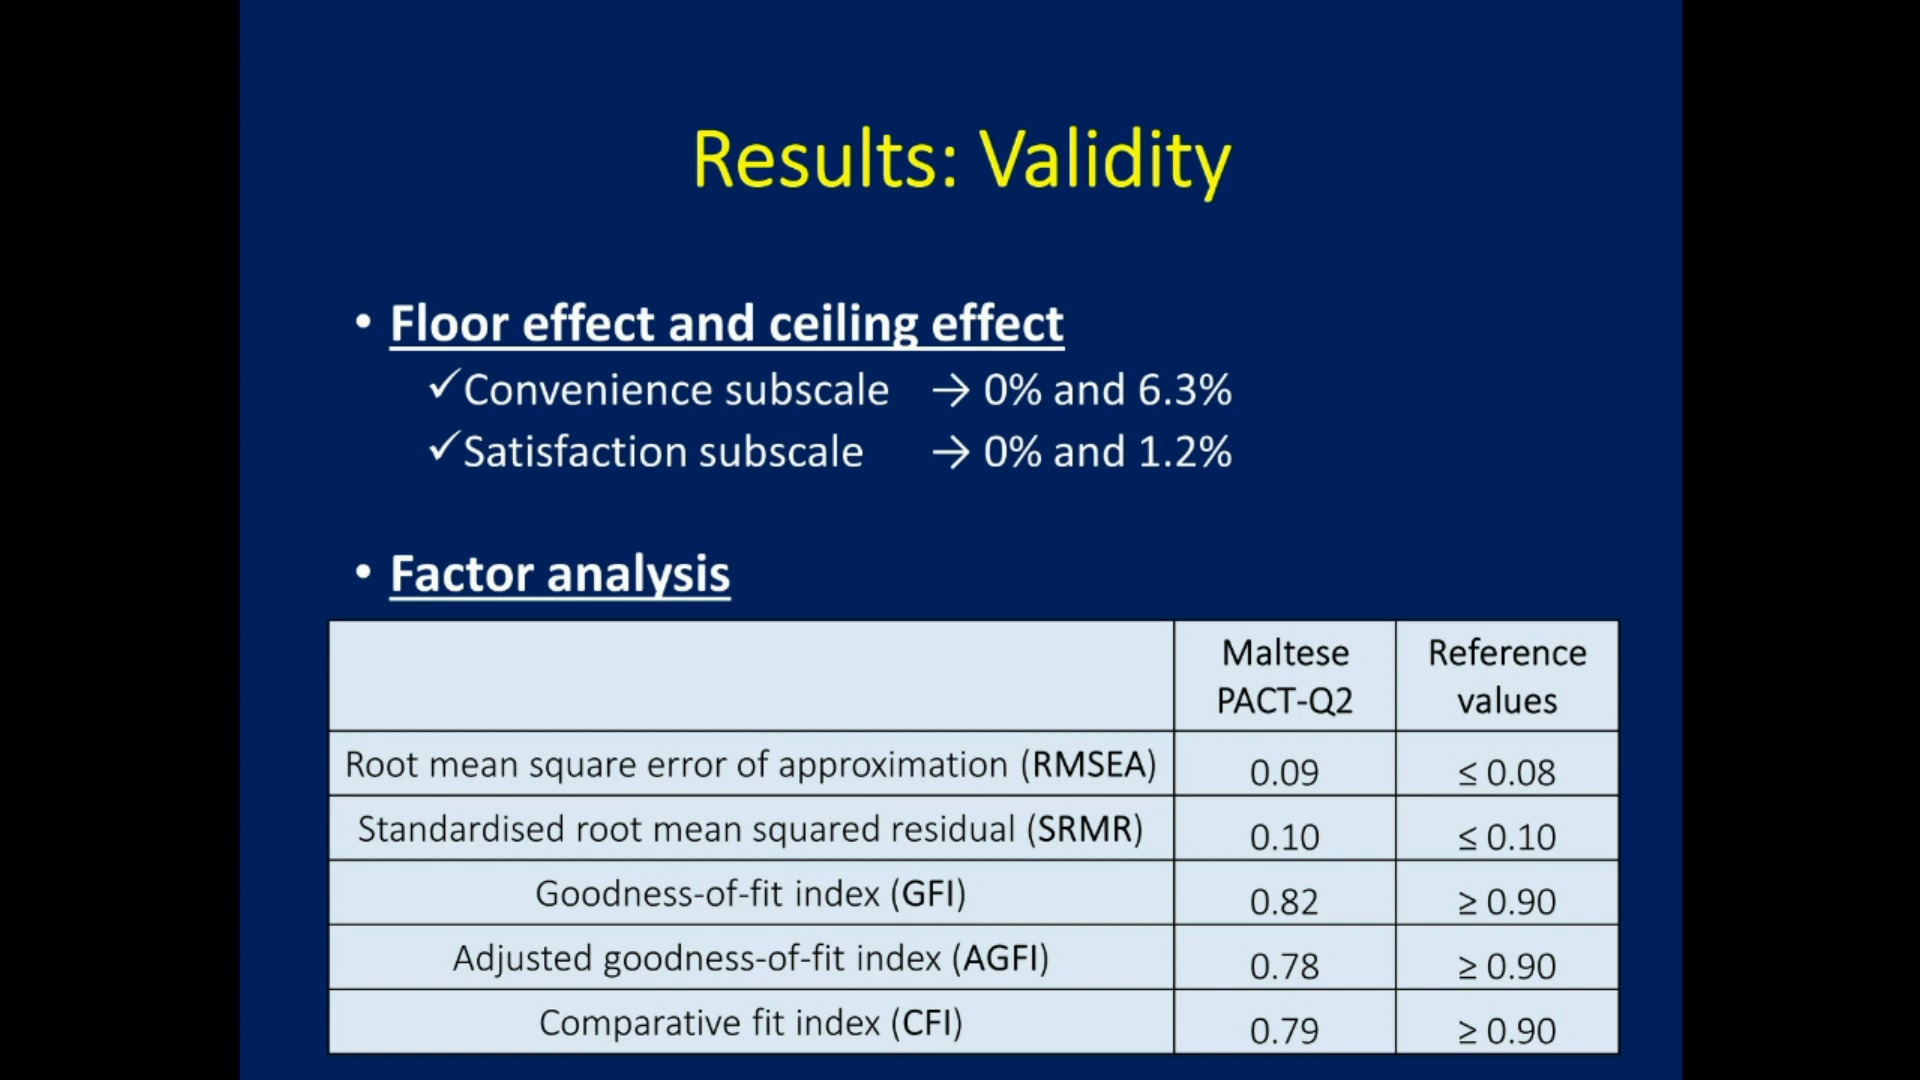 Results: Validity
• Floor effect and ceiling effect
✓Convenience subscale → 0% and 6.3%
✓Satisfaction subscale → 0% and 1.2%
• Factor analysis
Maltese PACT-Q2 Reference values
Root mean square error of approximation (RMSEA) 0.09 ≤ 0.08
Standardised root mean squared residual (SRMR) 0.10 ≤ 0.10
Goodness-of-fit index (GFI) 0.82 ≥ 0.90
Adjusted goodness-of-fit index (AGFI) 0.78 ≥ 0.90
Comparative fit index (CFI) 0.79 ≥ 0.90